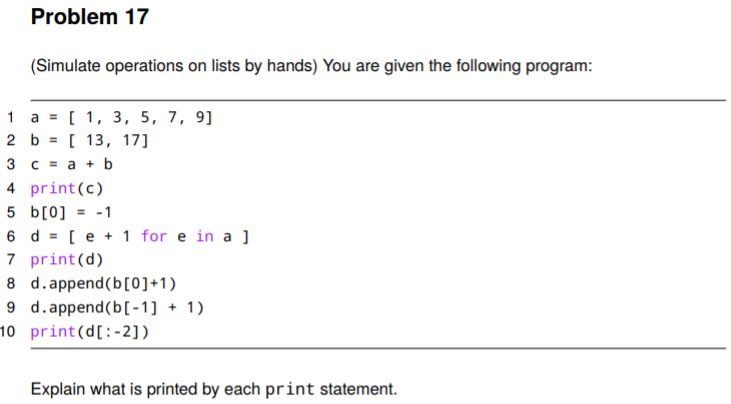 Problem 17
(Simulate operations on lists by hands) You are given the following program:
1 a = [ 1, 3, 5, 7, 9]
2 b = [ 13, 17]
3 c = a + b
4 print(c)
5 b[0] = -1
6 d = [ e + 1 for e in a ]
7 print(d)
8 d.append(b[0]+1)
9 d.append(b[-1] + 1)
10 print(d[:-2])
Explain what is printed by each print statement.